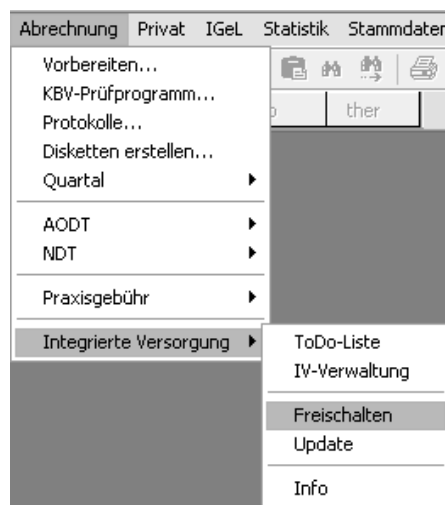 Abrechnung Privat IGeL Statistik Stammdaten
Vorbereiten...
KBV-Prüfprogramm...
Protokolle...
ther
Disketten erstellen...
Quartal
AODT
NDT
Praxisgebühr
Integrierte Versorgung
ToDo-Liste
IV-Verwaltung
Freischalten
Update
Info